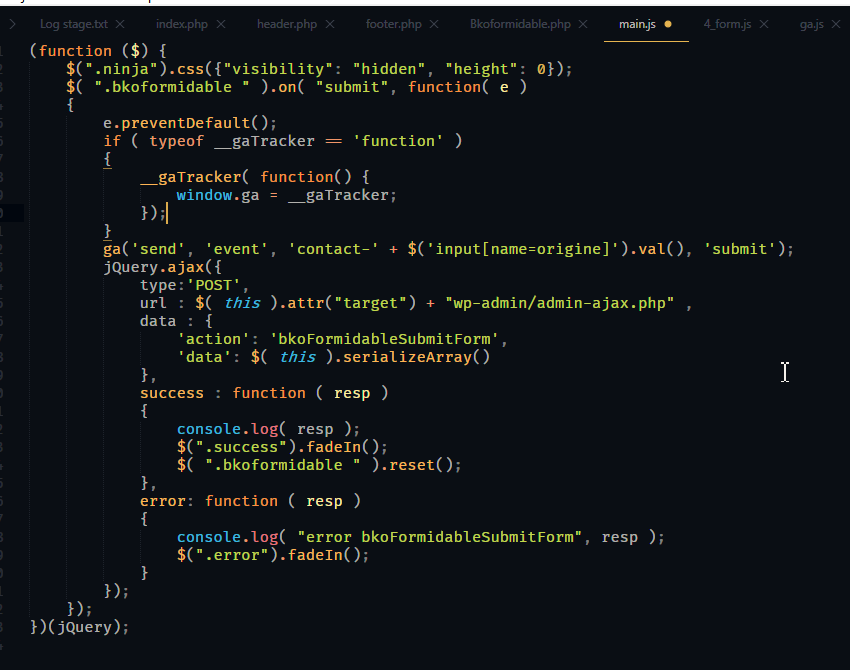 Log stage.txt × index.php × header.php × footer.php × Bkoformidable.php × main.js 4_form.js × ga.js ×
(function ($) {
$(".ninja").css({"visibility": "hidden", "height": 0});
$( ".bkoformidable " ).on( "submit", function( e )
{
e.preventDefault();
if ( typeof __gaTracker == 'function' )
{
__gaTracker( function() {
window.ga = __gaTracker;
});
}
ga('send', 'event', 'contact-' + $('input[name=origine]').val(), 'submit');
jQuery.ajax({
type:'POST',
url : $( this ).attr("target") + "wp-admin/admin-ajax.php" ,
data : {
'action': 'bkoFormidableSubmitForm',
'data': $( this ).serializeArray()
},
success : function ( resp )
{
console.log( resp );
$(".success").fadeIn();
$( ".bkoformidable " ).reset();
},
error: function ( resp )
{
console.log( "error bkoFormidableSubmitForm", resp );
$(".error").fadeIn();
}
});
});
})(jQuery);